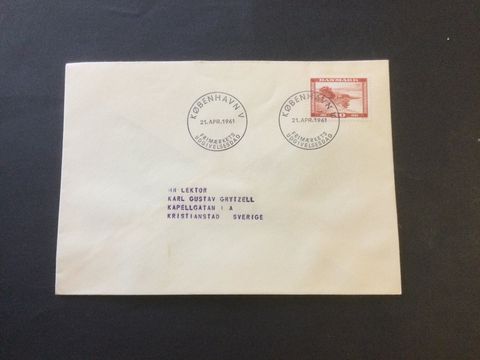 KØBENHAVN V
21. APR. 1961
FRIMÆRKETS
UDGIVELSESDAG
KØBENHAVN V
21. APR. 1961
FRIMÆRKETS
UDGIVELSESDAG
DANMARK
30
HR LEKTOR
KARL GUSTAV GRYTZELL
KAPELLGATAN 1 A
KRISTIANSTAD SVERIGE